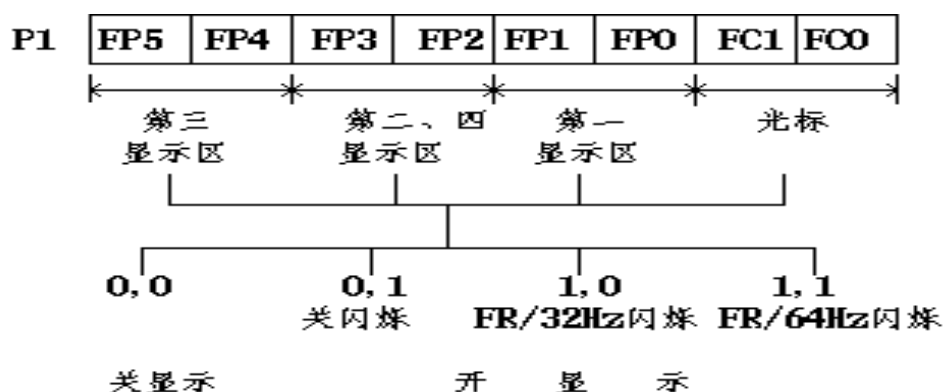 P1 FP5 FP4 FP3 FP2 FP1 FP0 FC1 FC0
第三 第二、四 第一 光标
显示区 显示区 显示区
0,0 0,1 1,0 1,1
关闪烁 FR/32Hz闪烁 FR/64Hz闪烁
关显示 开 显 示